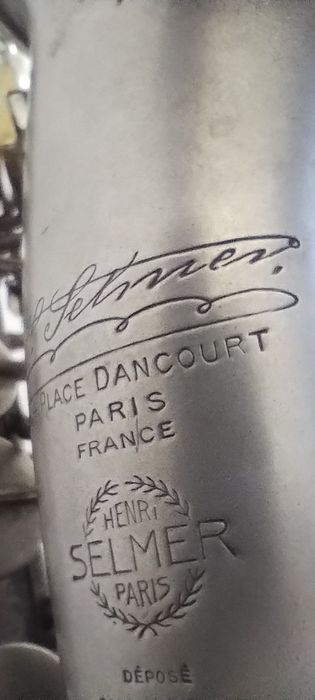 Selmer.
PLACE DANCOURT
PARIS
FRANCE
HENRI
SELMER
PARIS
DÉPOSÉ